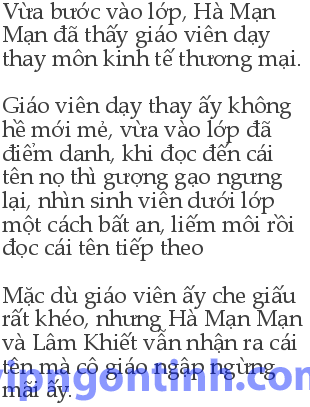 Vừa bước vào lớp, Hà Mạn
Mạn đã thấy giáo viên dạy
thay môn kinh tế thương mại.
Giáo viên dạy thay ấy không
hề mới mẻ, vừa vào lớp đã
điểm danh, khi đọc đến cái
tên nọ thì gượng gạo ngưng
lại, nhìn sinh viên dưới lớp
một cách bất an, liếm môi rồi
đọc cái tên tiếp theo
Mặc dù giáo viên ấy che giấu
rất khéo, nhưng Hà Mạn Mạn
và Lâm Khiết vẫn nhận ra cái
tên mà cô giáo ngập ngừng
mãi ấy.
vipngontinh.com